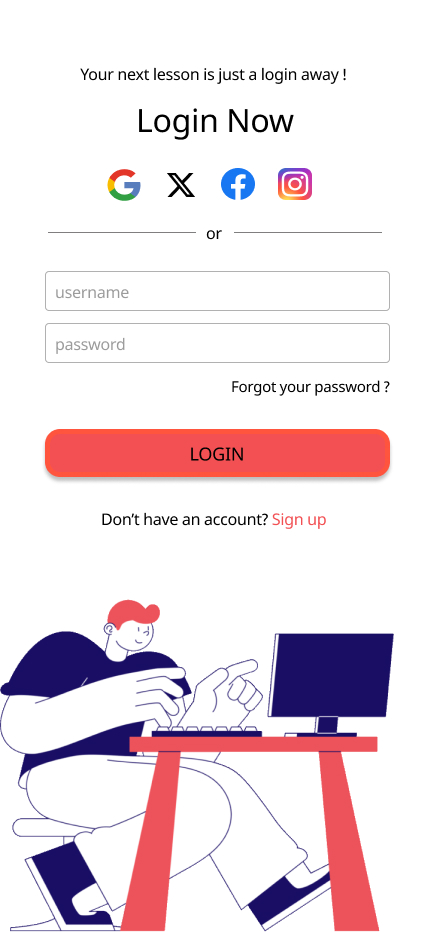 Your next lesson is just a login away !
Login Now
or
username
password
Forgot your password ?
LOGIN
Don’t have an account? Sign up